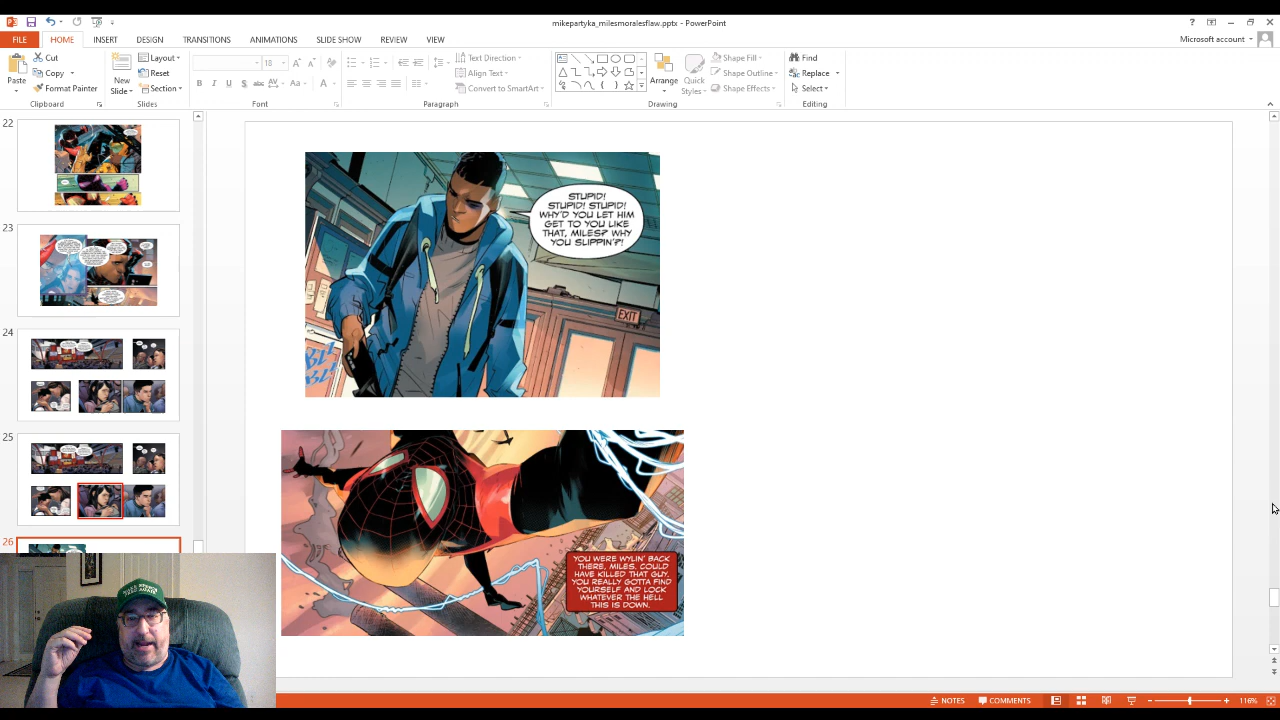 mikepartyka_milesmoralesflaw.pptx - PowerPoint
FILE
HOME
INSERT
DESIGN
TRANSITIONS
ANIMATIONS
SLIDE SHOW
REVIEW
VIEW
Microsoft account
Paste
Cut
Copy
Format Painter
Clipboard
New
Slide
Layout
Reset
Section
Slides
18
Font
Text Direction
Align Text
Convert to SmartArt
Paragraph
Arrange
Quick
Styles
Shape Fill
Shape Outline
Shape Effects
Drawing
Find
Replace
Select
Editing
22
23
24
25
26
STUPID!
STUPID! STUPID!
WHY'D YOU LET HIM
GET TO YOU LIKE
THAT, MILES? WHY
YOU SLIPPIN'?!
EXIT
YOU WERE WYLIN' BACK
THERE, MILES. COULD
HAVE KILLED THAT GUY.
YOU REALLY GOTTA FIND
YOURSELF AND LOCK
WHATEVER THE HELL
THIS IS DOWN.
NOTES
COMMENTS
116%